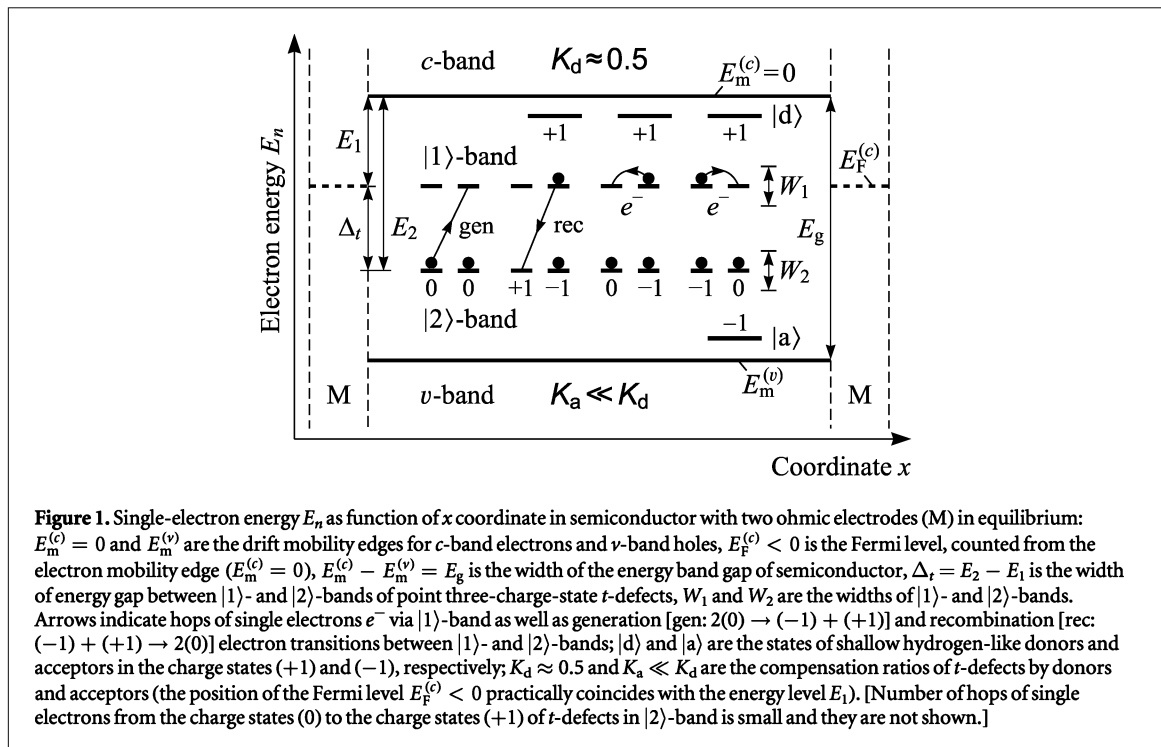 c-band K_d ≈ 0.5 E_m^(c) = 0
|d⟩
+1 +1 +1
E_1 |1⟩-band E_F^(c)
W_1
e⁻ e⁻
Electron energy E_n
Δ_t E_2 gen rec E_g
W_2
0 0 +1 −1 0 −1 −1 0
|2⟩-band
−1 |a⟩
E_m^(v)
M v-band K_a ≪ K_d M
Coordinate x
Figure 1. Single-electron energy E_n as function of x coordinate in semiconductor with two ohmic electrodes (M) in equilibrium:
E_m^(c) = 0 and E_m^(v) are the drift mobility edges for c-band electrons and v-band holes, E_F^(c) < 0 is the Fermi level, counted from the
electron mobility edge (E_m^(c) = 0), E_m^(c) − E_m^(v) = E_g is the width of the energy band gap of semiconductor, Δ_t = E_2 − E_1 is the width
of energy gap between |1⟩- and |2⟩-bands of point three-charge-state t-defects, W_1 and W_2 are the widths of |1⟩- and |2⟩-bands.
Arrows indicate hops of single electrons e⁻ via |1⟩-band as well as generation [gen: 2(0) → (−1) + (+1)] and recombination [rec:
(−1) + (+1) → 2(0)] electron transitions between |1⟩- and |2⟩-bands; |d⟩ and |a⟩ are the states of shallow hydrogen-like donors and
acceptors in the charge states (+1) and (−1), respectively; K_d ≈ 0.5 and K_a ≪ K_d are the compensation ratios of t-defects by donors
and acceptors (the position of the Fermi level E_F^(c) < 0 practically coincides with the energy level E_1). [Number of hops of single
electrons from the charge states (0) to the charge states (+1) of t-defects in |2⟩-band is small and they are not shown.]